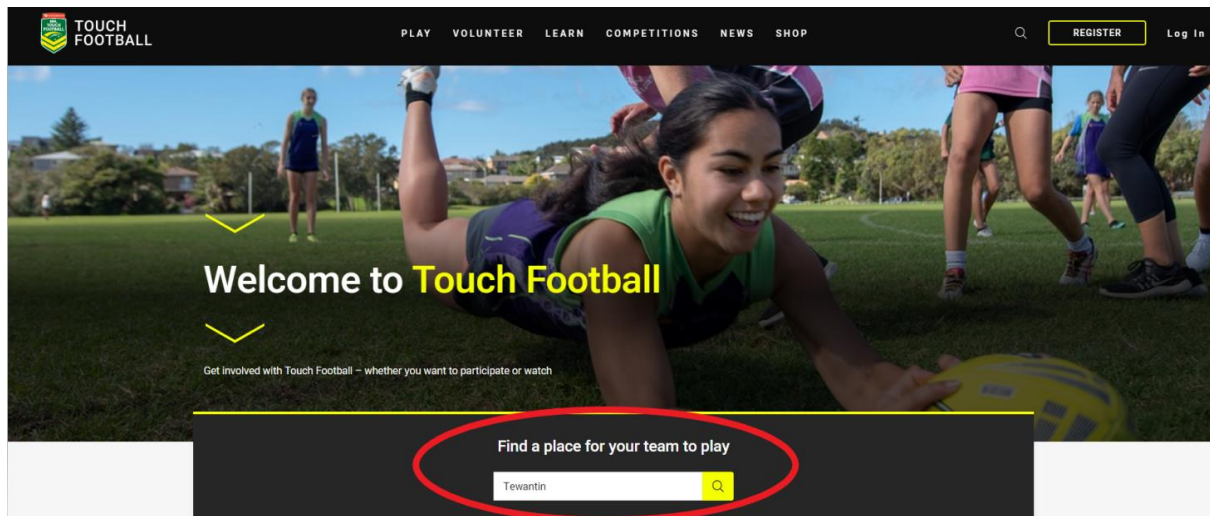 TOUCH
FOOTBALL
PLAY VOLUNTEER LEARN COMPETITIONS NEWS SHOP
REGISTER
Log In
Welcome to Touch Football
Get involved with Touch Football – whether you want to participate or watch
Find a place for your team to play
Tewantin